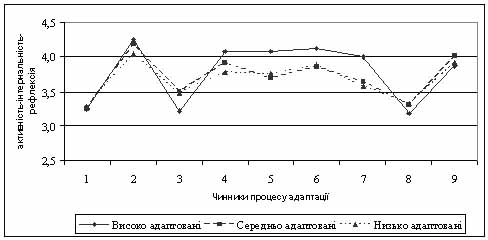 активність-інтернальність-
рефлексія
4,5
4,0
3,5
3,0
2,5
1 2 3 4 5 6 7 8 9
Чинники процесу адаптації
Високо адаптовані Середньо адаптовані Низько адаптовані